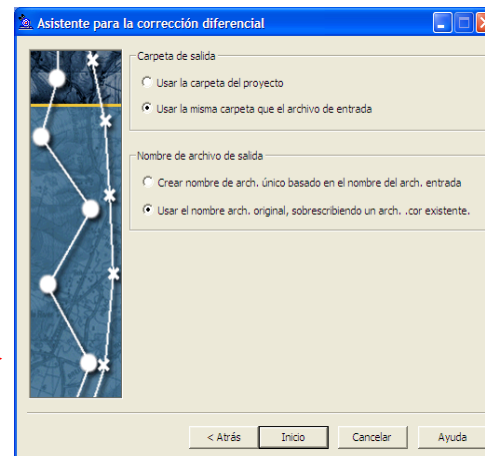 Asistente para la corrección diferencial
Carpeta de salida
Usar la carpeta del proyecto
Usar la misma carpeta que el archivo de entrada
Nombre de archivo de salida
Crear nombre de arch. único basado en el nombre del arch. entrada
Usar el nombre arch. original, sobrescribiendo un arch. .cor existente.
< Atrás
Inicio
Cancelar
Ayuda